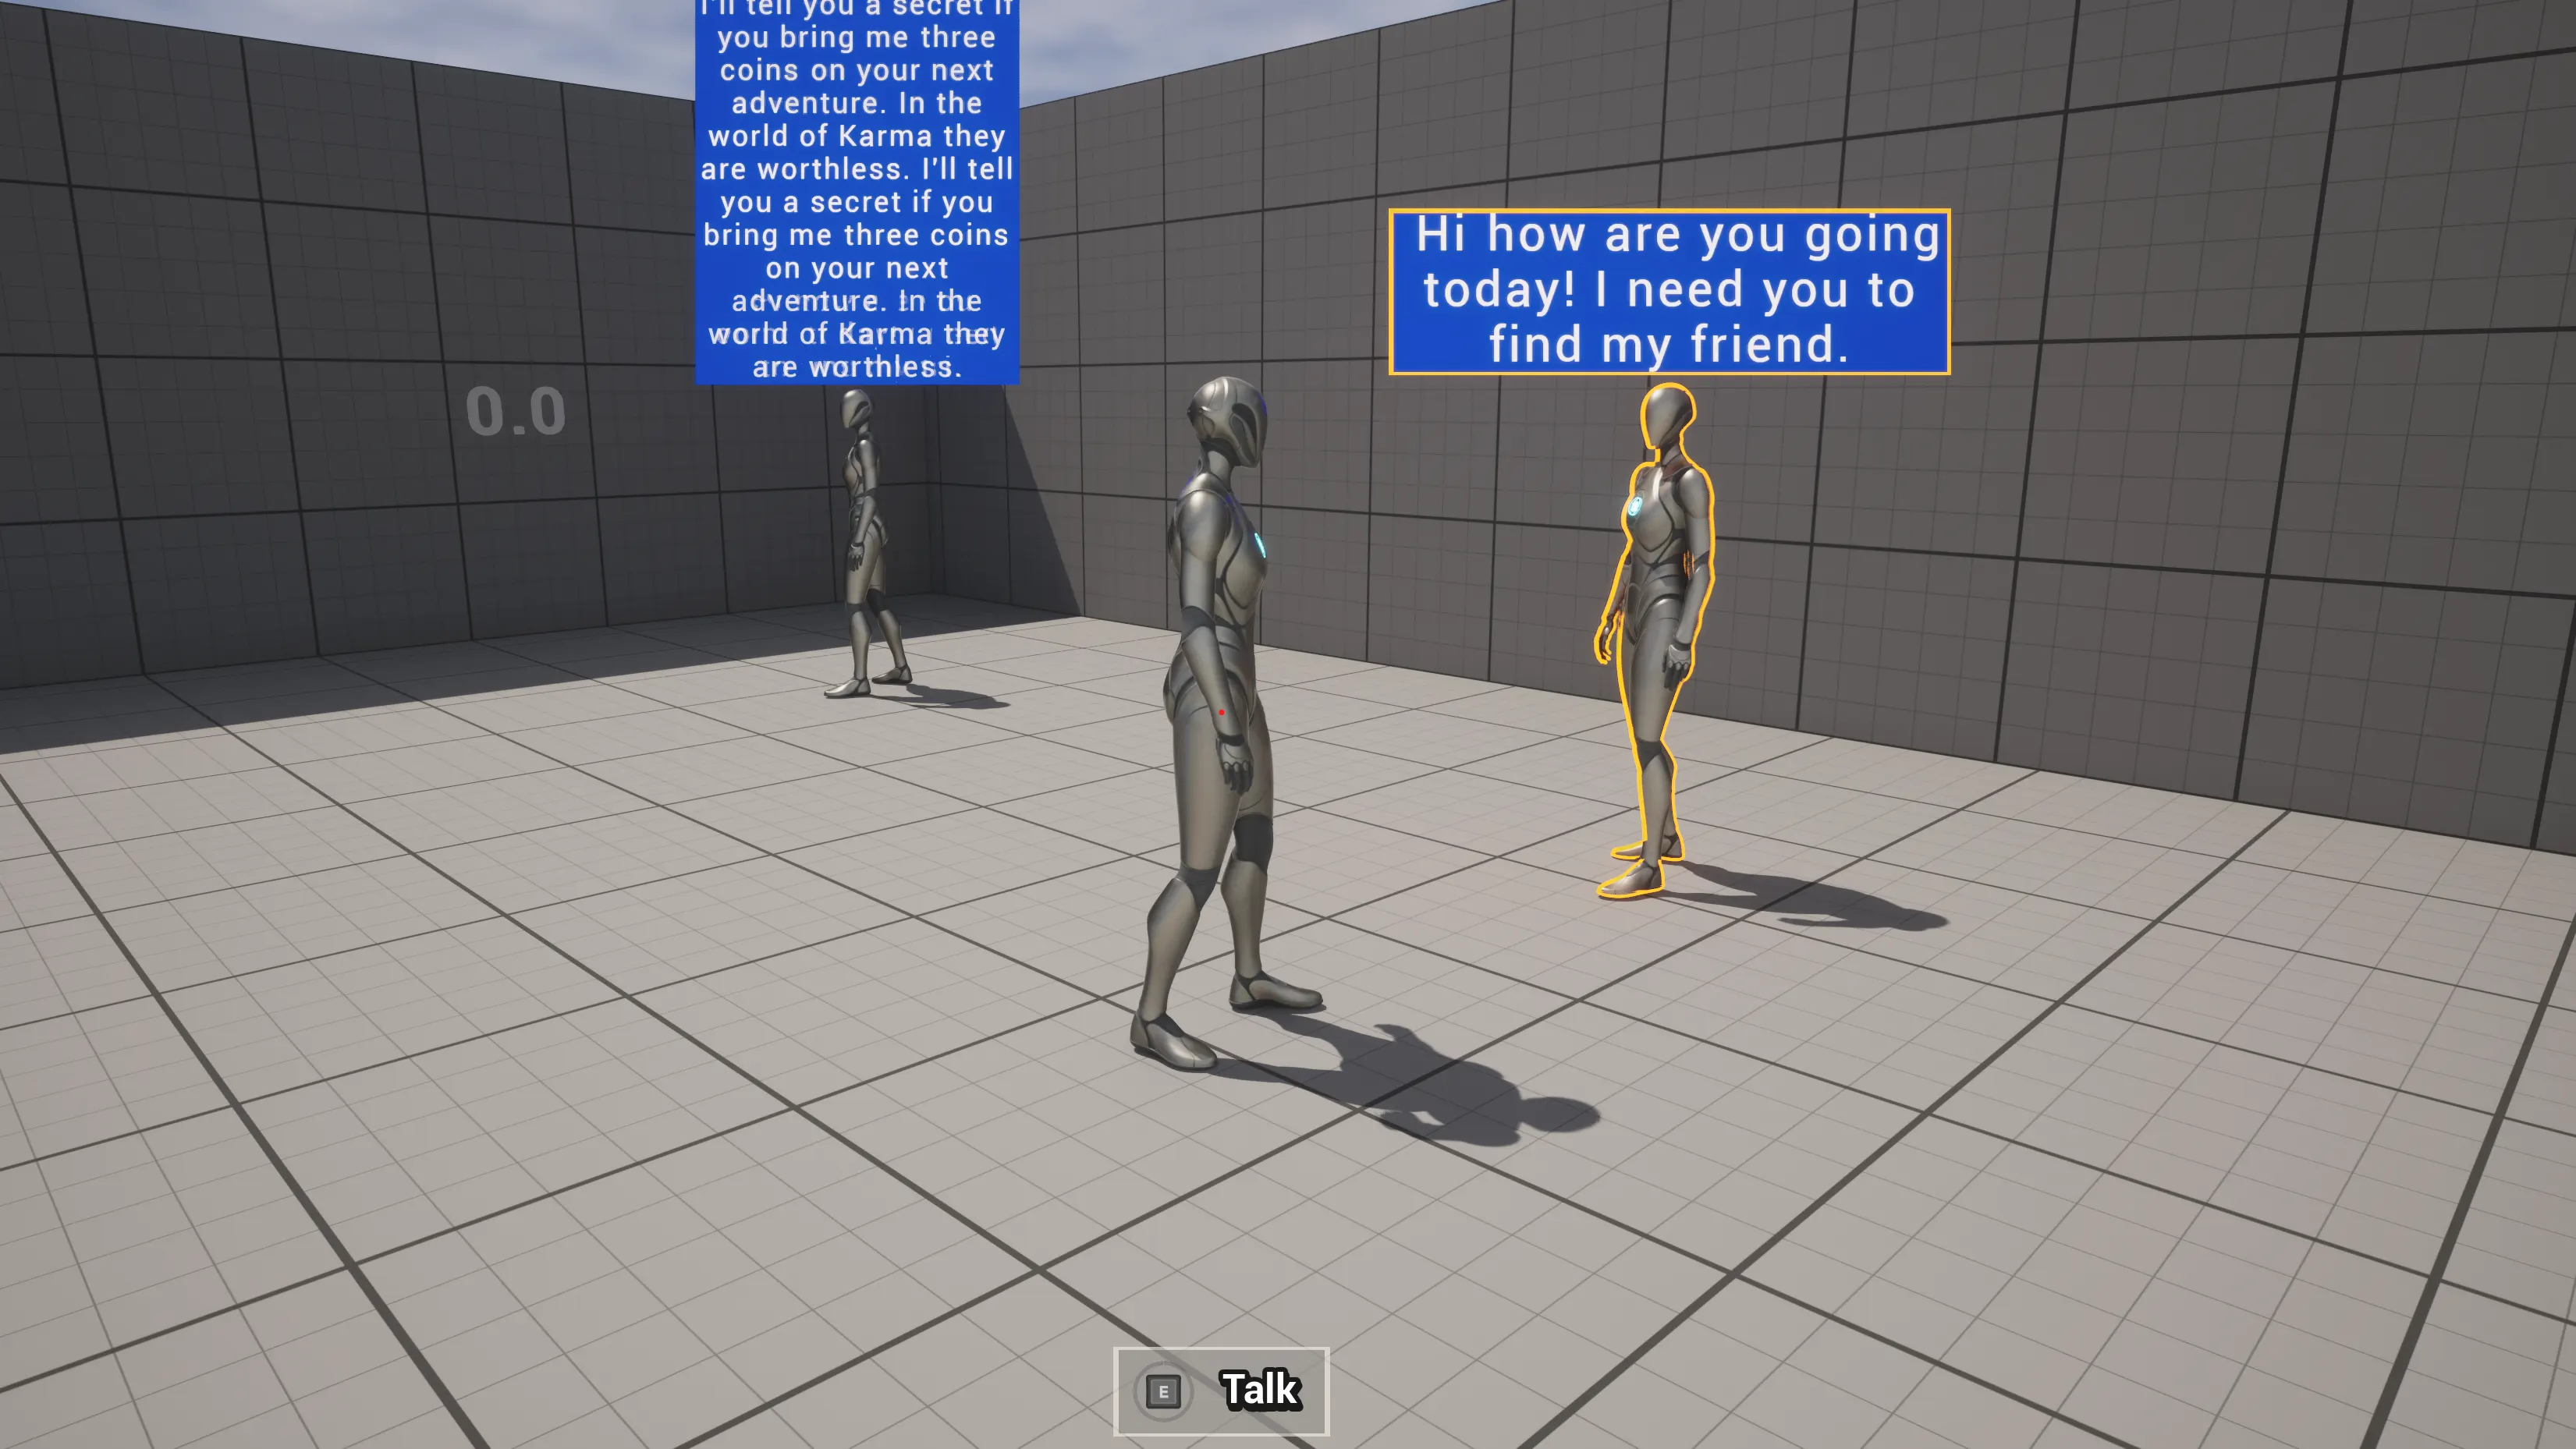 I'll tell you a secret if
you bring me three
coins on your next
adventure. In the
world of Karma they
are worthless. I'll tell
you a secret if you
bring me three coins
on your next
adventure. In the
world of Karma they
are worthless.
Hi how are you going
today! I need you to
find my friend.
0.0
E Talk